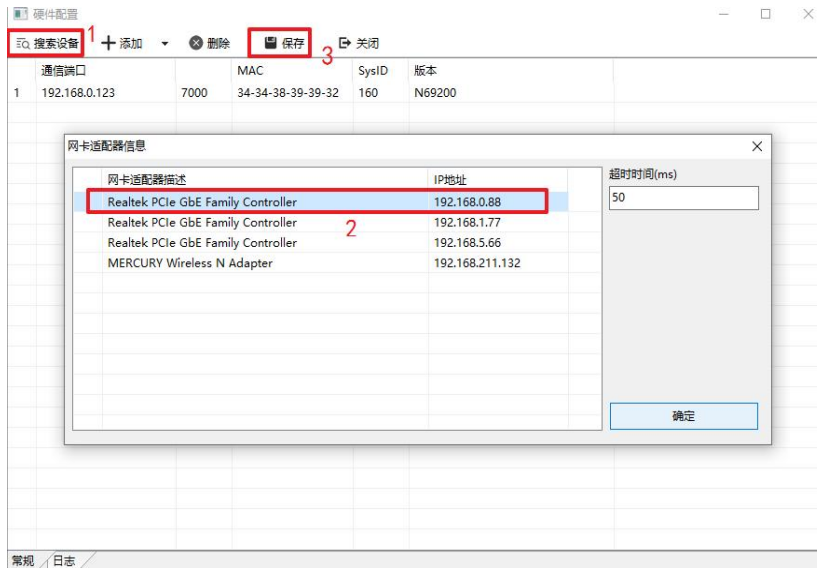 硬件配置
搜索设备 1 添加 删除 保存 3 关闭
通信端口 MAC SysID 版本
1 192.168.0.123 7000 34-34-38-39-39-32 160 N69200
网卡适配器信息
网卡适配器描述 IP地址 超时时间(ms)
Realtek PCIe GbE Family Controller 192.168.0.88 50
Realtek PCIe GbE Family Controller 2 192.168.1.77
Realtek PCIe GbE Family Controller 192.168.5.66
MERCURY Wireless N Adapter 192.168.211.132
确定
常规 日志